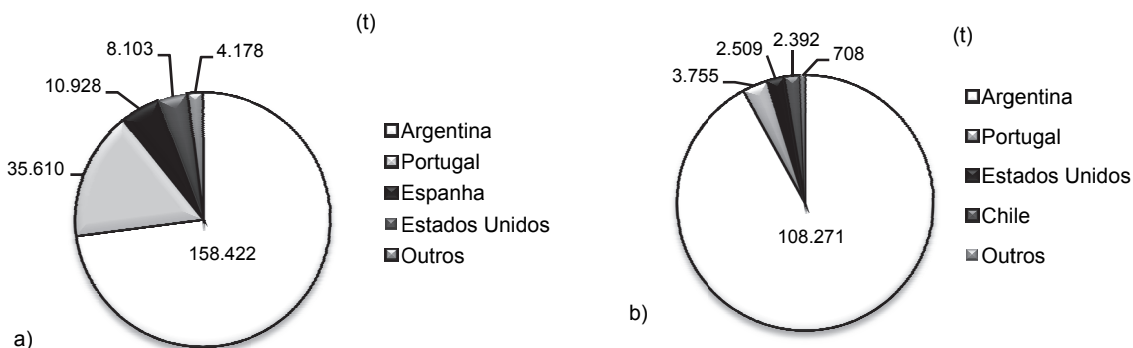 (t)
8.103
4.178
10.928
35.610
158.422
Argentina
Portugal
Espanha
Estados Unidos
Outros
a)
(t)
2.392
2.509
708
3.755
108.271
Argentina
Portugal
Estados Unidos
Chile
Outros
b)